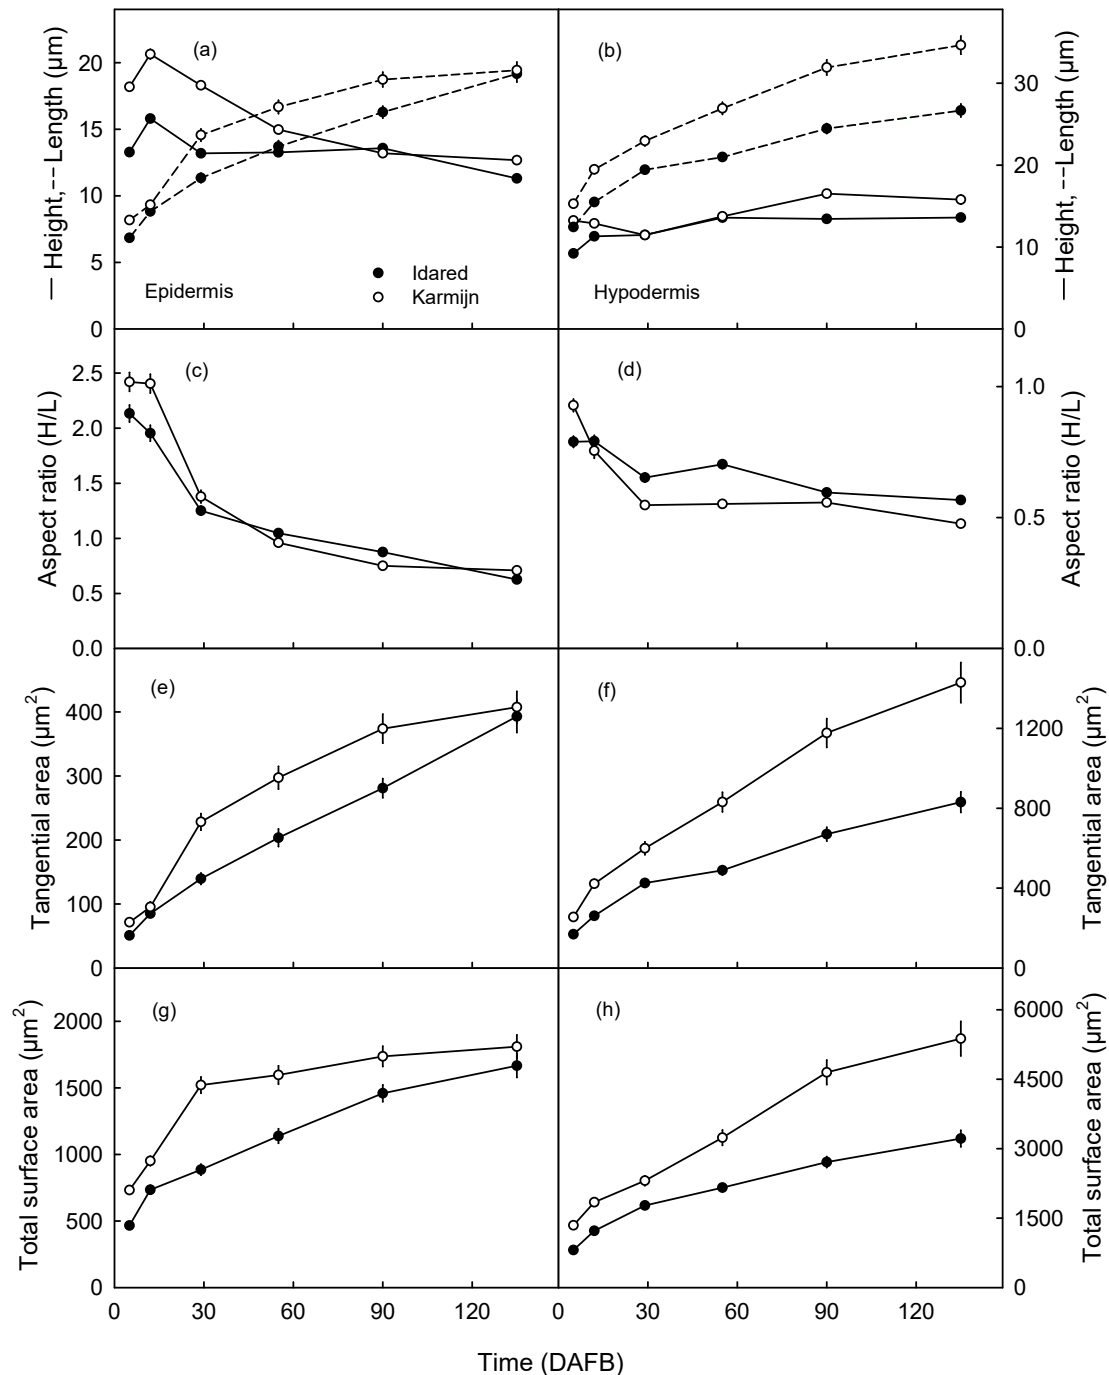 (a)
(b)
20
15
10
5
0
30
20
10
0
— Height, --Length (µm)
— Height, --Length (µm)
Idared
Karmijn
Epidermis
Hypodermis
(c)
(d)
2.5
2.0
1.5
1.0
0.5
0.0
1.0
0.5
0.0
Aspect ratio (H/L)
Aspect ratio (H/L)
(e)
(f)
400
300
200
100
0
1200
800
400
0
Tangential area (µm²)
Tangential area (µm²)
(g)
(h)
2000
1500
1000
500
0
6000
4500
3000
1500
0
Total surface area (µm²)
Total surface area (µm²)
0 30 60 90 120
0 30 60 90 120
Time (DAFB)